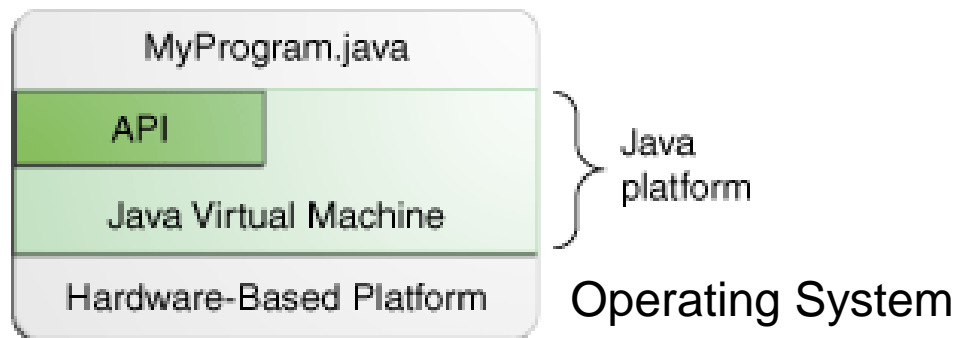 MyProgram.java
API
Java
platform
Java Virtual Machine
Hardware-Based Platform
Operating System